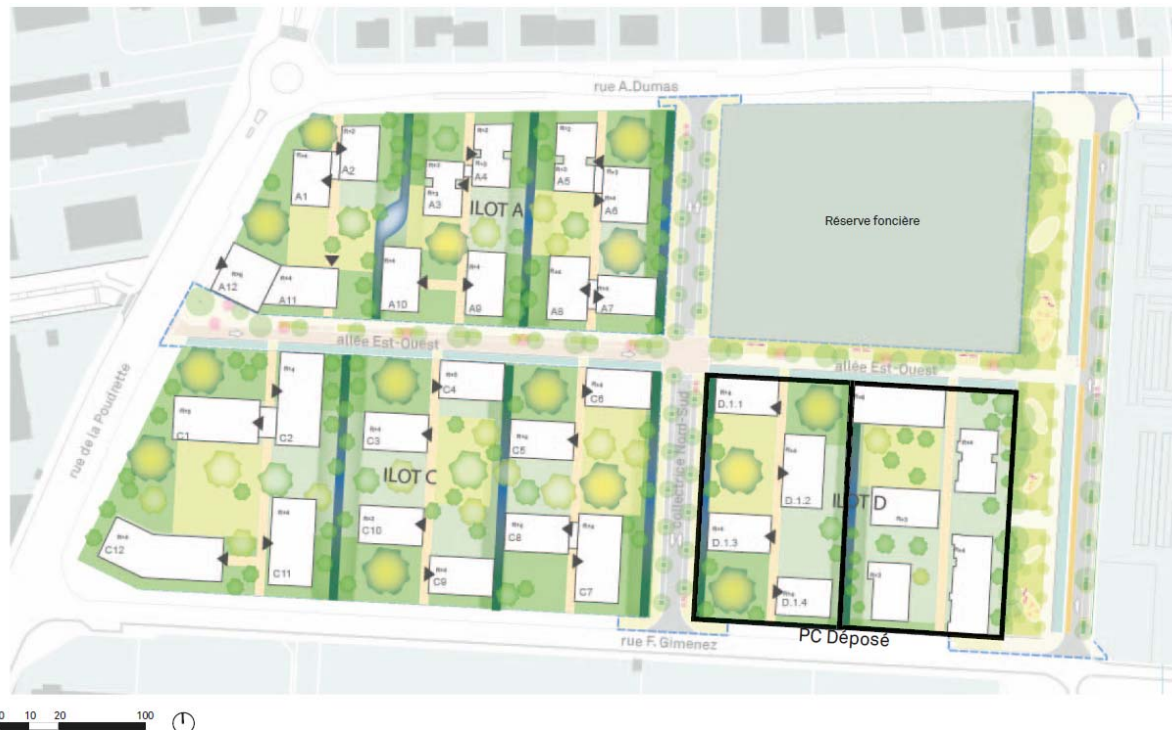 rue A.Dumas
A2
A1
A4
A3
A5
A6
ILOT A
Réserve foncière
A12
A11
A10
A9
A8
A7
allée Est-Ouest
allée Est-Ouest
rue de la Poudrette
collectrice Nord-Sud
C1
C2
C4
C3
C6
C5
ILOT C
D.1.1
D.1.2
ILOT D
D.1.3
D.1.4
C12
C11
C10
C9
C8
C7
PC Déposé
rue F. Gimenez
0 10 20 100